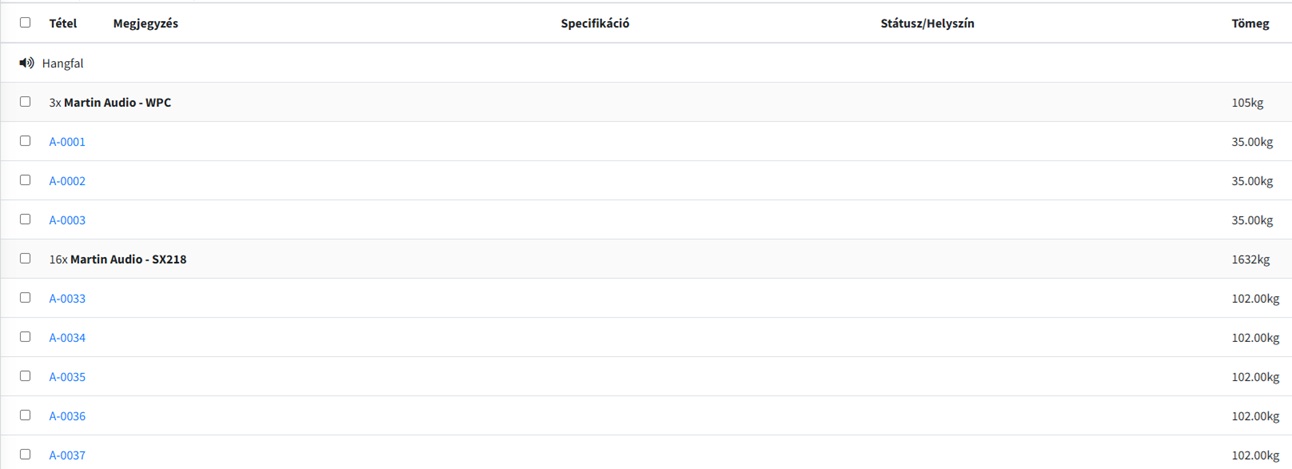 Tétel Megjegyzés Specifikáció Státusz/Helyszín Tömeg
Hangfal
3x Martin Audio - WPC 105kg
A-0001 35.00kg
A-0002 35.00kg
A-0003 35.00kg
16x Martin Audio - SX218 1632kg
A-0033 102.00kg
A-0034 102.00kg
A-0035 102.00kg
A-0036 102.00kg
A-0037 102.00kg